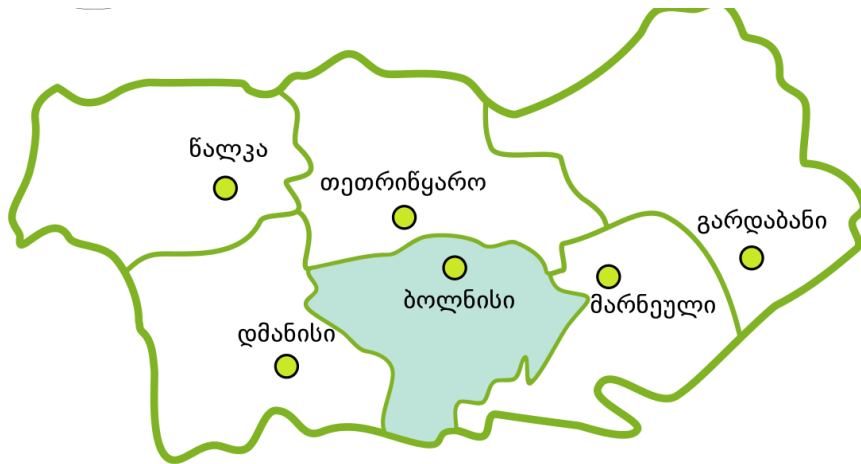 წალკა
თეთრიწყარო
გარდაბანი
ბოლნისი
მარნეული
დმანისი